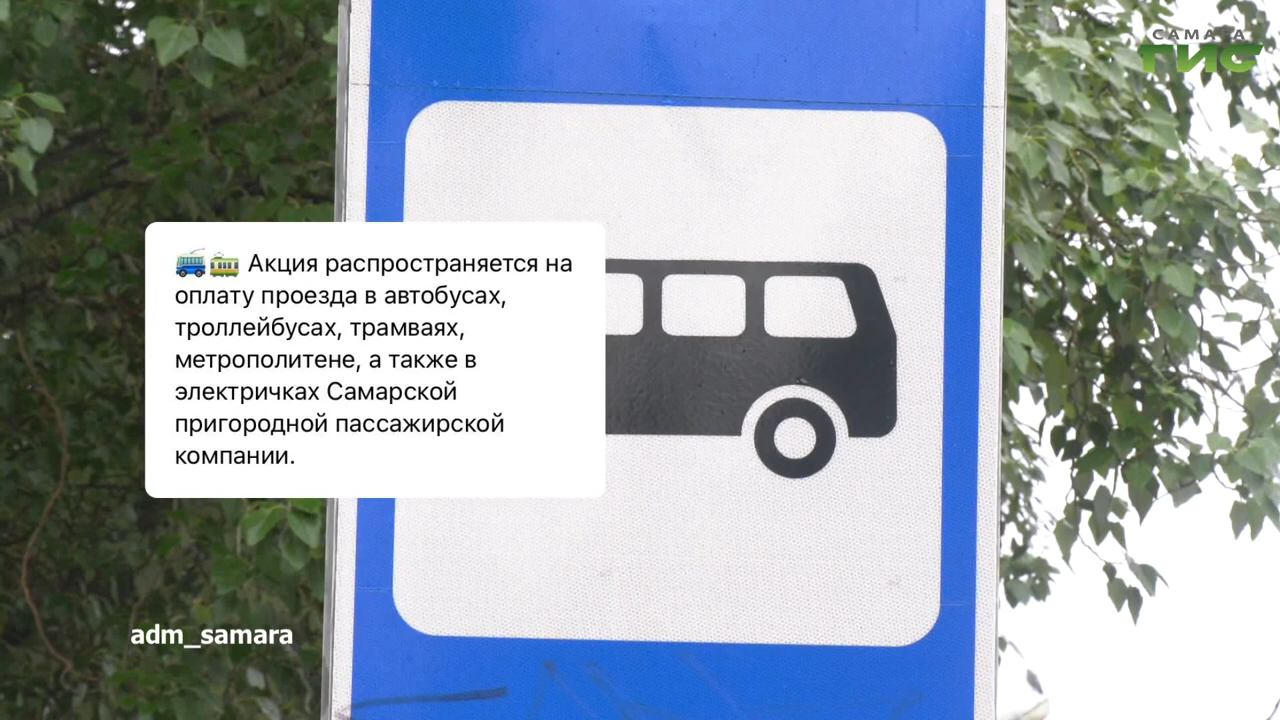 САМАРА
ГИС
🚎🚋 Акция распространяется на
оплату проезда в автобусах,
троллейбусах, трамваях,
метрополитене, а также в
электричках Самарской
пригородной пассажирской
компании.
adm_samara